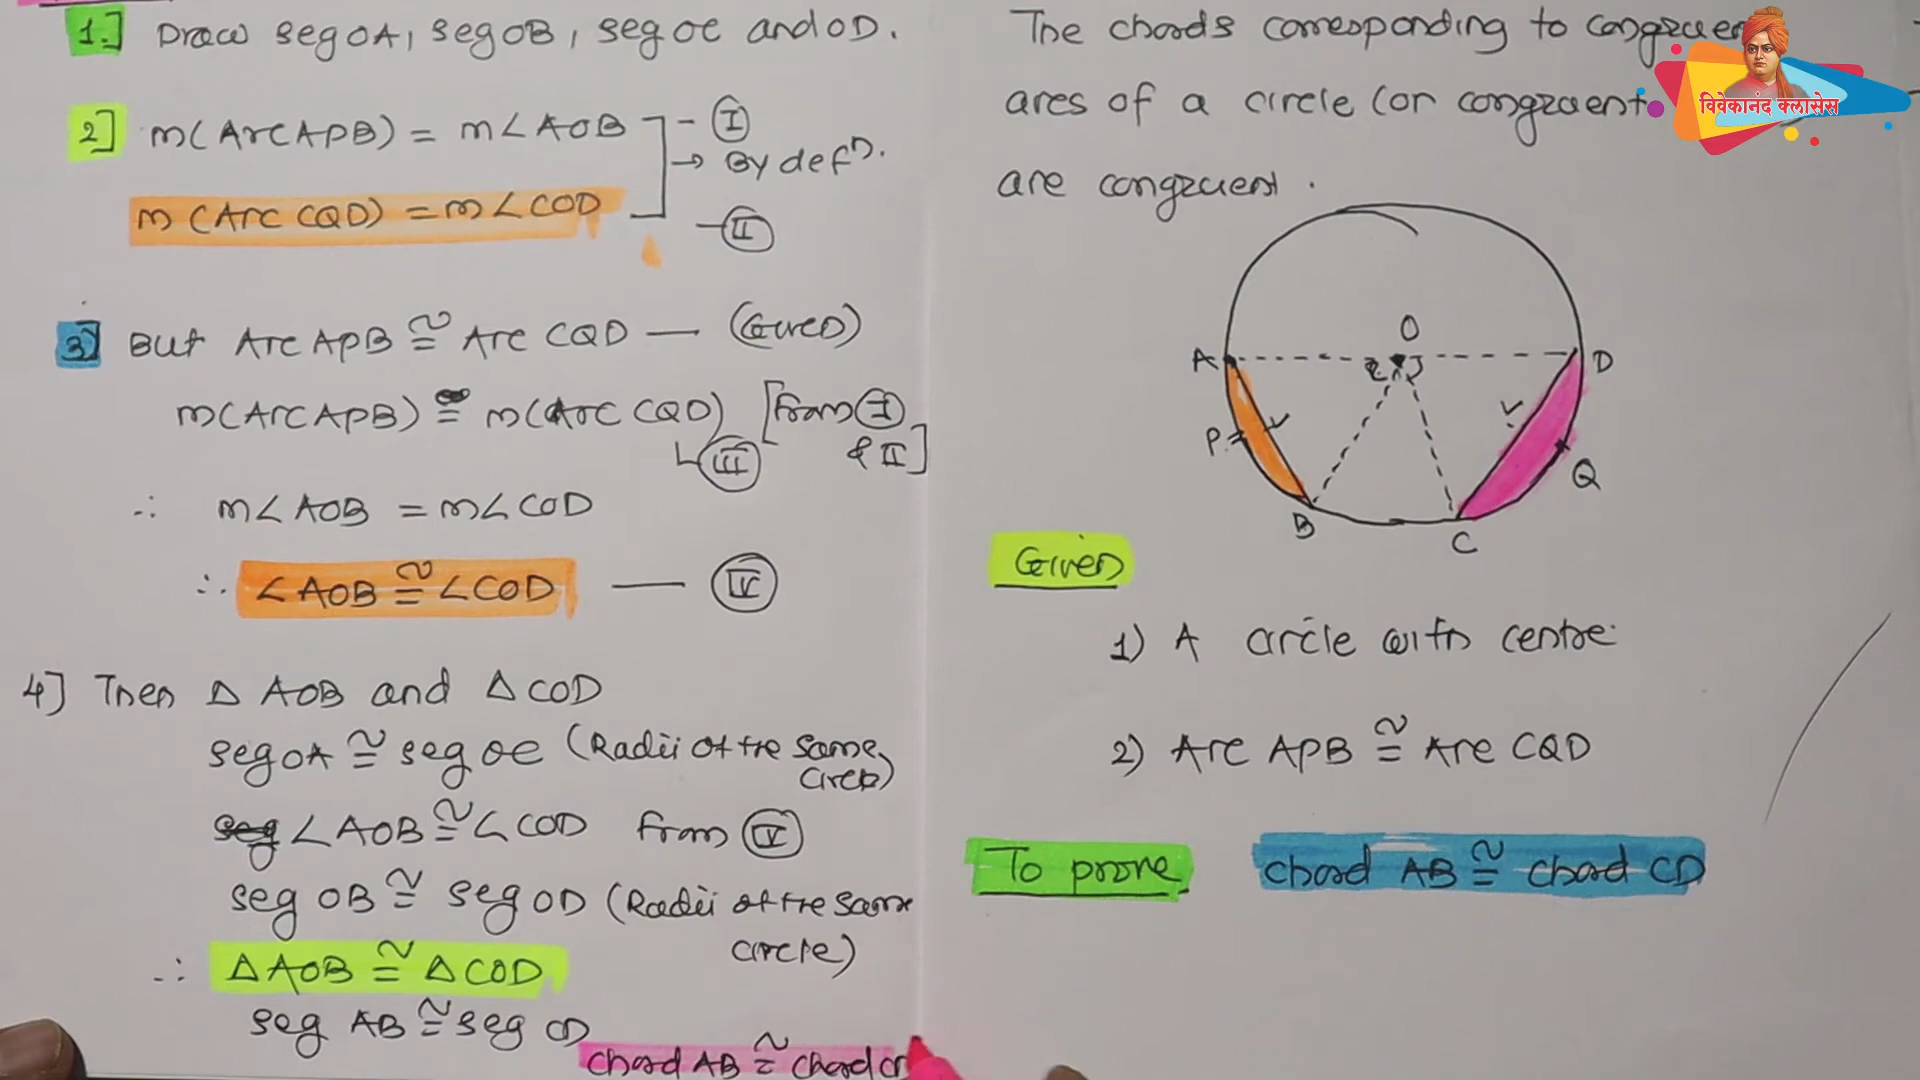 1.] Draw seg OA, seg OB, seg OC and OD.
2] m(Arc APB) = m∠AOB - I
→ By defⁿ.
m(Arc CQD) = m∠COD - II
3] But Arc APB ≅ Arc CQD — (Given)
m(Arc APB) = m(Arc CQD) [from I & II]
III
∴ m∠AOB = m∠COD
∴ ∠AOB ≅ ∠COD — IV
4] Then △AOB and △COD
seg OA ≅ seg OC (Radii of the same circle)
∠AOB ≅ ∠COD from IV
seg OB ≅ seg OD (Radii of the same circle)
∴ △AOB ≅ △COD
seg AB ≅ seg CD
chord AB ≅ chord CD
The chords corresponding to congruent
arcs of a circle (or congruent
are congruent.
विवेकानंद क्लासेस
O
A
D
P
Q
B
C
Given
1) A circle with centre
2) Arc APB ≅ Arc CQD
To prove chord AB ≅ chord CD